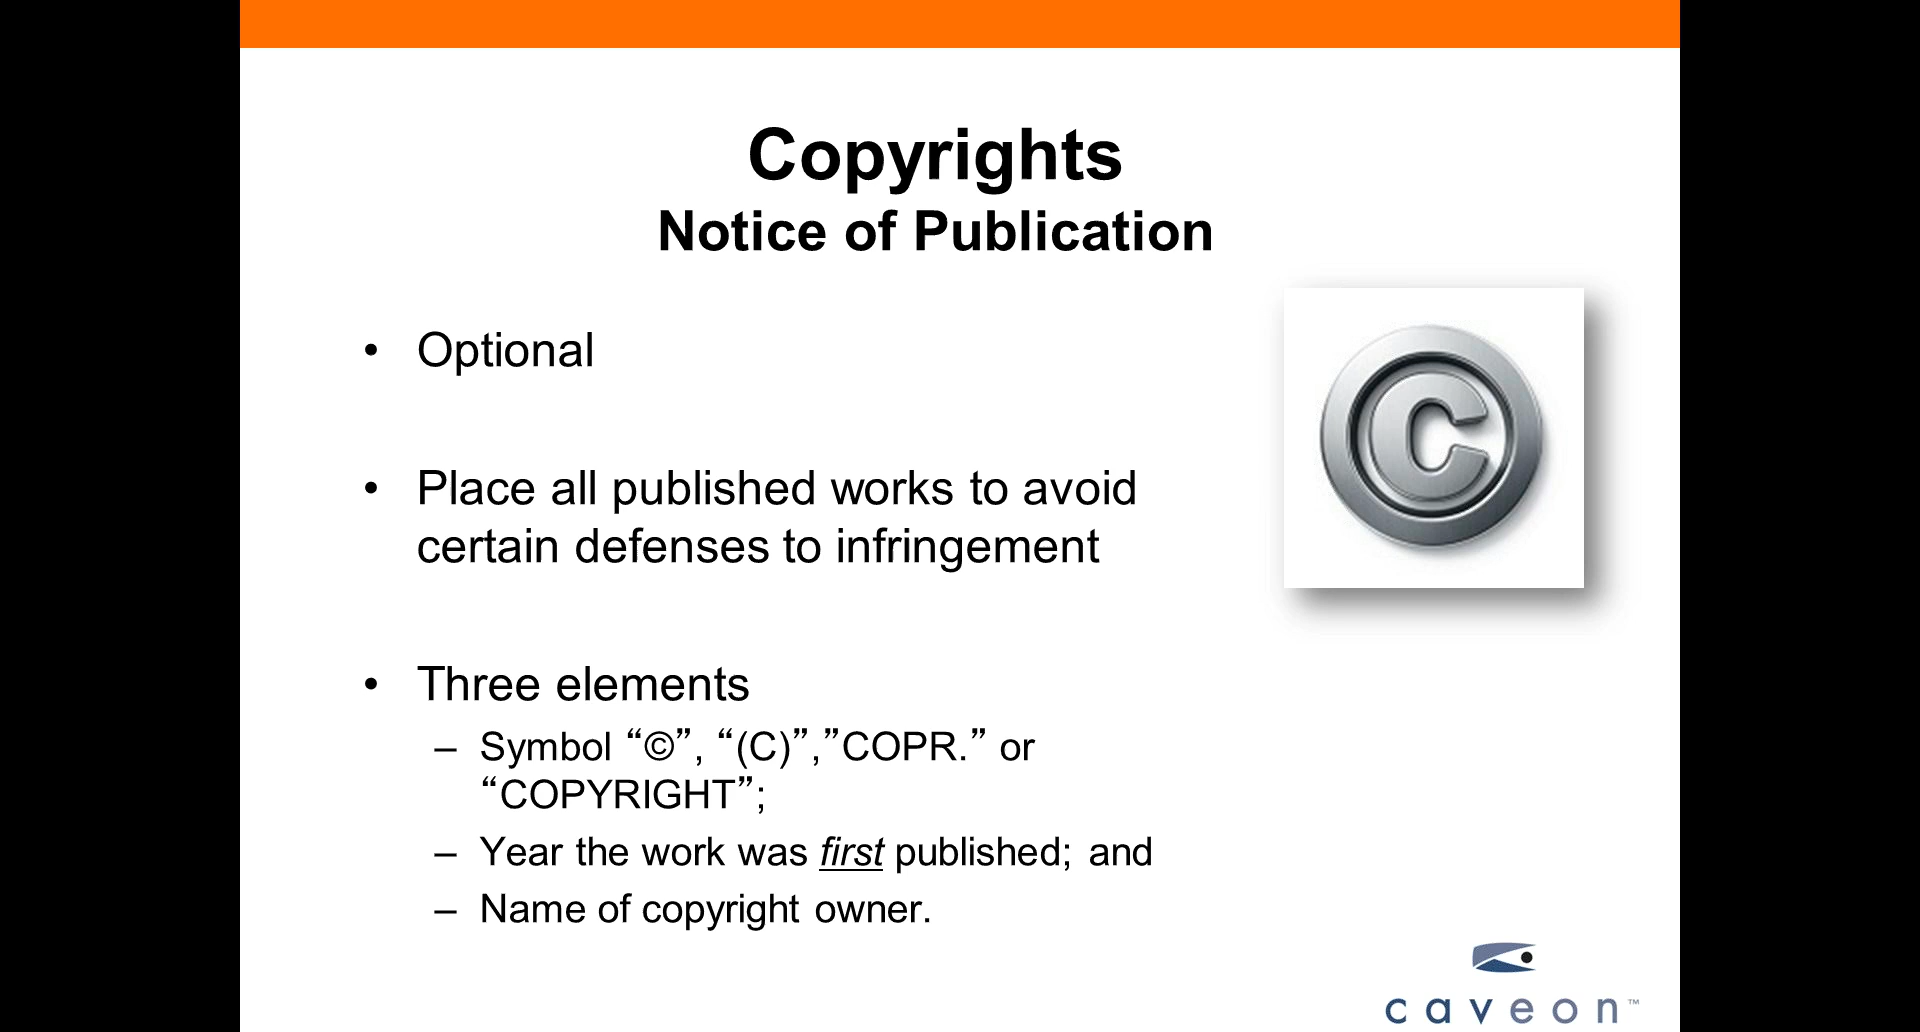 Copyrights
Notice of Publication
• Optional
• Place all published works to avoid
certain defenses to infringement
• Three elements
– Symbol “©”, “(C)”,”COPR.” or
“COPYRIGHT”;
– Year the work was first published; and
– Name of copyright owner.
C
caveon™